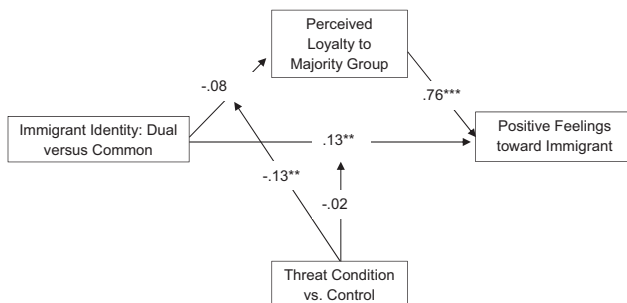 Perceived
Loyalty to
Majority Group
-.08
.76***
Immigrant Identity: Dual
versus Common
.13**
Positive Feelings
toward Immigrant
-.13**
-.02
Threat Condition
vs. Control